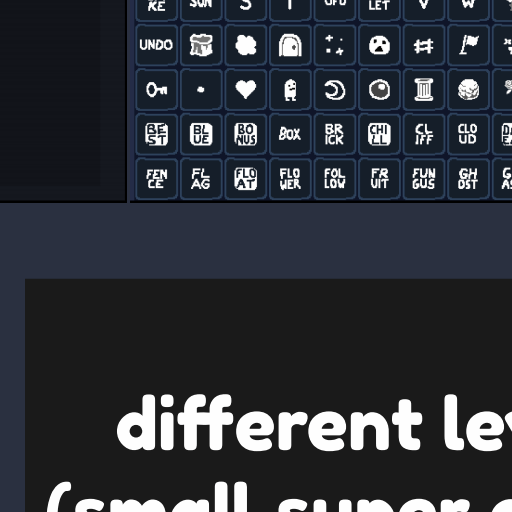 KE SUN S T UFO LET V W
UNDO
BE ST BL UE BO NUS BOX BR ICK CHI LL CL IFF CLO UD
FEN CE FL AG FLO AT FLO WER FOL LOW FR UIT FUN GUS GH OST
different lev
(small super